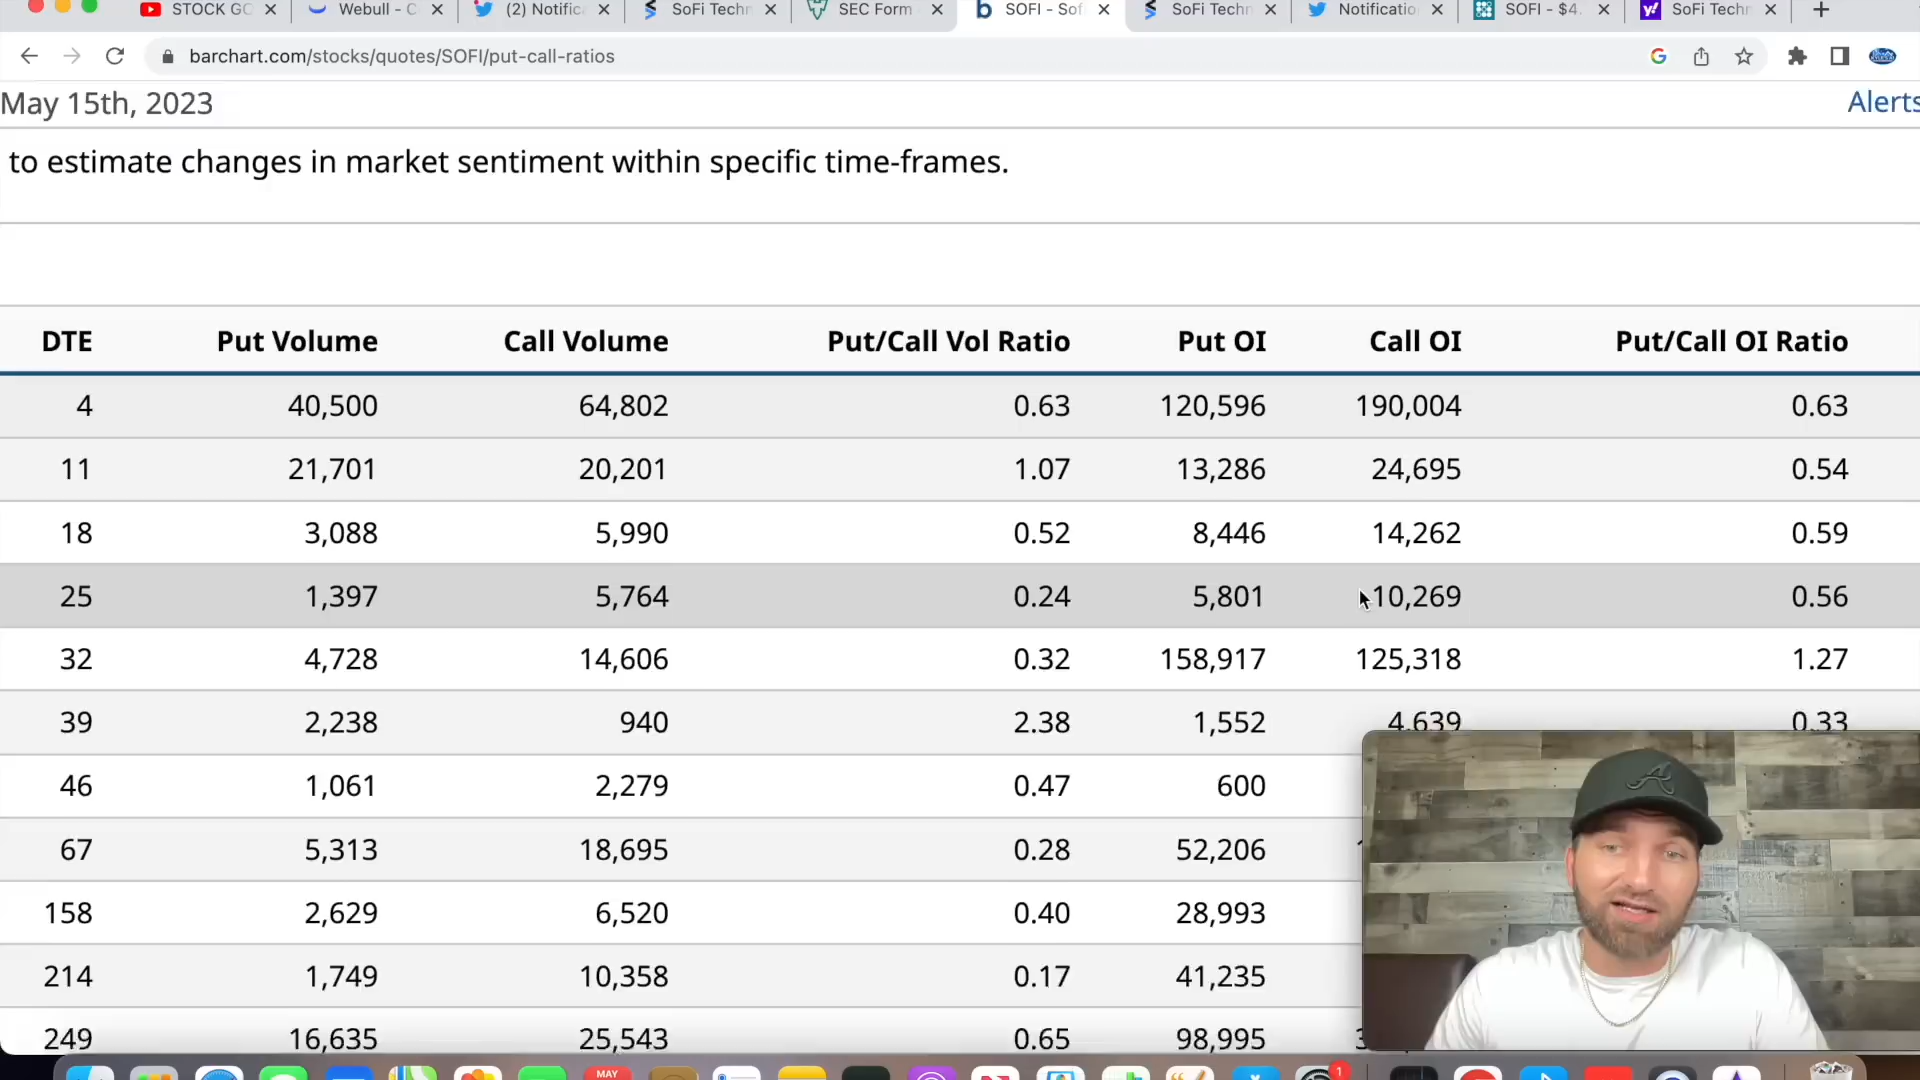 STOCK GC
Webull - C
(2) Notific
SoFi Techn
SEC Form
SOFI - Sof
SoFi Techn
Notificatio
SOFI - $4.
SoFi Techn
barchart.com/stocks/quotes/SOFI/put-call-ratios
May 15th, 2023
Alerts
to estimate changes in market sentiment within specific time-frames.
DTE Put Volume Call Volume Put/Call Vol Ratio Put OI Call OI Put/Call OI Ratio
4 40,500 64,802 0.63 120,596 190,004 0.63
11 21,701 20,201 1.07 13,286 24,695 0.54
18 3,088 5,990 0.52 8,446 14,262 0.59
25 1,397 5,764 0.24 5,801 10,269 0.56
32 4,728 14,606 0.32 158,917 125,318 1.27
39 2,238 940 2.38 1,552 4,639 0.33
46 1,061 2,279 0.47 600
67 5,313 18,695 0.28 52,206
158 2,629 6,520 0.40 28,993
214 1,749 10,358 0.17 41,235
249 16,635 25,543 0.65 98,995
MAY
1